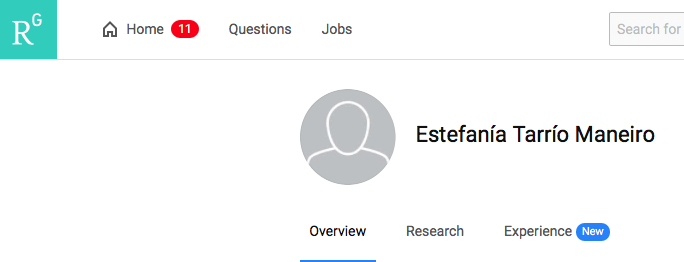 RG
Home 11 Questions Jobs Search for
Estefanía Tarrío Maneiro
Overview Research Experience New